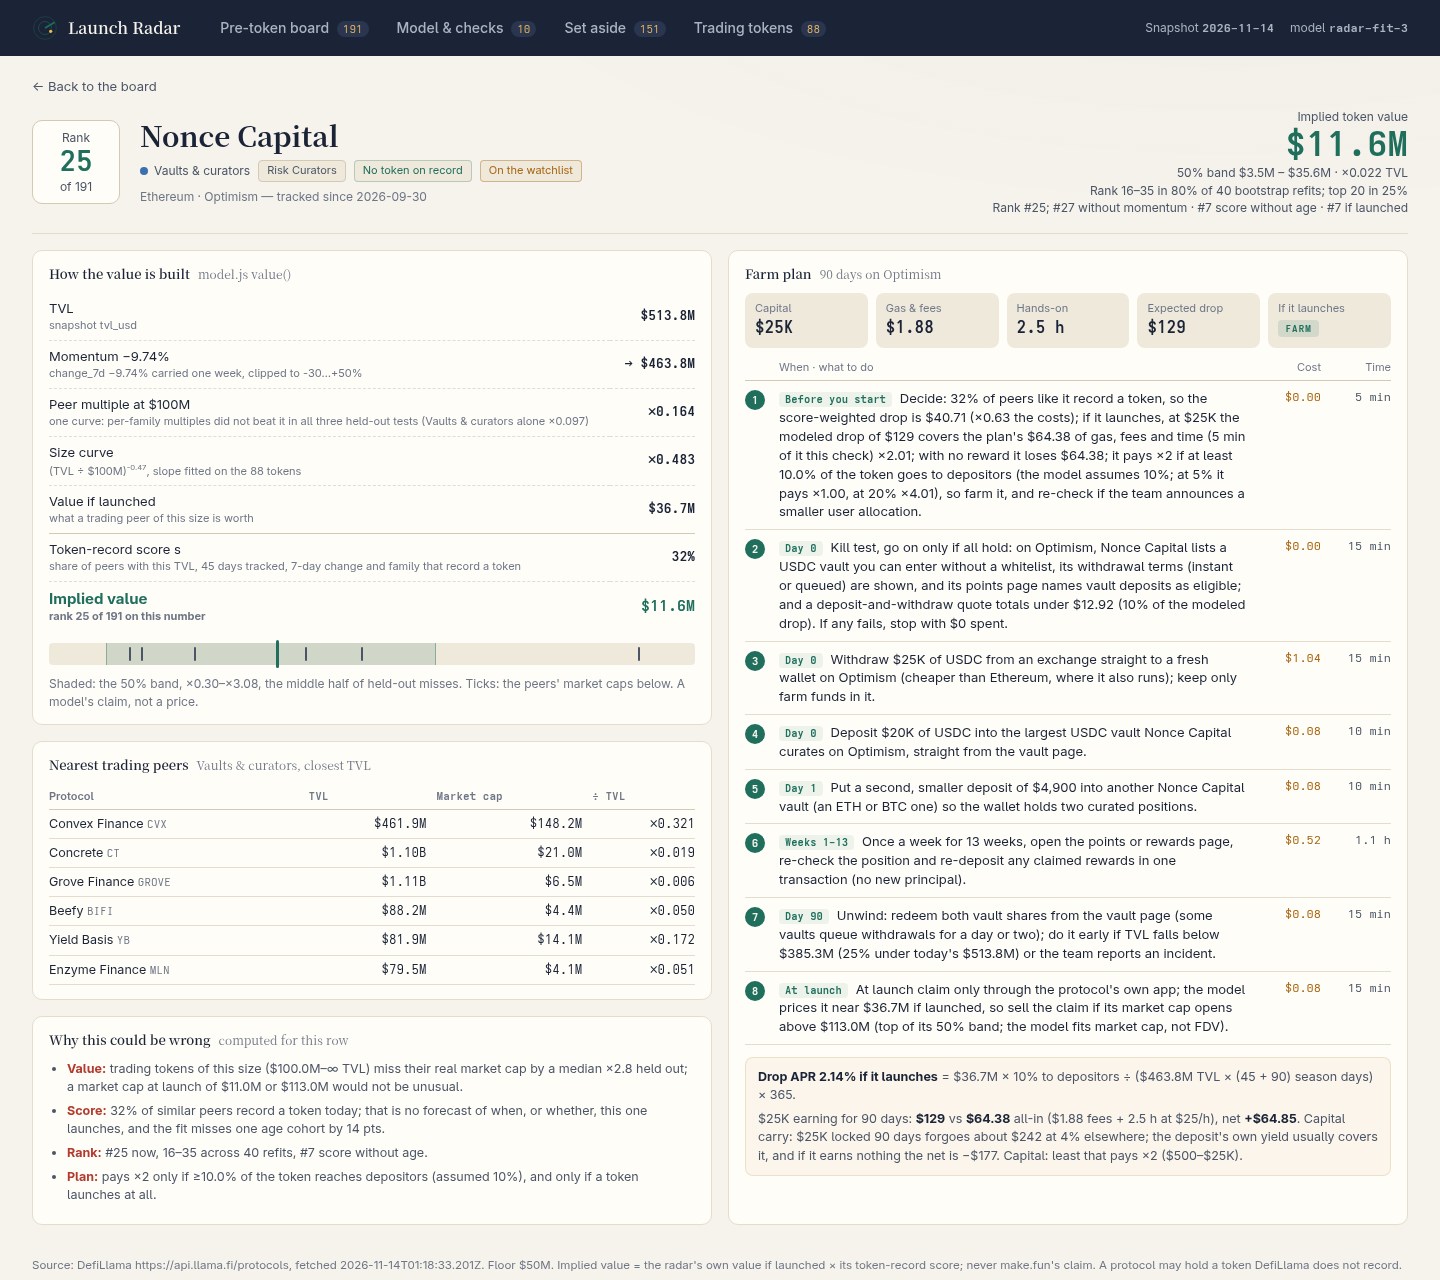 Launch Radar
Pre-token board 191
Model & checks 10
Set aside 151
Trading tokens 88
Snapshot 2026-11-14 model radar-fit-3
← Back to the board
Rank
25
of 191
Nonce Capital
Vaults & curators Risk Curators No token on record On the watchlist
Ethereum · Optimism — tracked since 2026-09-30
Implied token value
$11.6M
50% band $3.5M – $35.6M · ×0.022 TVL
Rank 16–35 in 80% of 40 bootstrap refits; top 20 in 25%
Rank #25; #27 without momentum · #7 score without age · #7 if launched
How the value is built model.js value()
TVL
snapshot tvl_usd
$513.8M
Momentum −9.74%
change_7d −9.74% carried one week, clipped to -30…+50%
→ $463.8M
Peer multiple at $100M
one curve: per-family multiples did not beat it in all three held-out tests (Vaults & curators alone ×0.097)
×0.164
Size curve
(TVL ÷ $100M)^-0.47, slope fitted on the 88 tokens
×0.483
Value if launched
what a trading peer of this size is worth
$36.7M
Token-record score s
share of peers with this TVL, 45 days tracked, 7-day change and family that record a token
32%
Implied value
rank 25 of 191 on this number
$11.6M
Shaded: the 50% band, ×0.30–×3.08, the middle half of held-out misses. Ticks: the peers' market caps below. A
model's claim, not a price.
Nearest trading peers Vaults & curators, closest TVL
Protocol TVL Market cap ÷ TVL
Convex Finance CVX $461.9M $148.2M ×0.321
Concrete CT $1.10B $21.0M ×0.019
Grove Finance GROVE $1.11B $6.5M ×0.006
Beefy BIFI $88.2M $4.4M ×0.050
Yield Basis YB $81.9M $14.1M ×0.172
Enzyme Finance MLN $79.5M $4.1M ×0.051
Why this could be wrong computed for this row
• Value: trading tokens of this size ($100.0M–∞ TVL) miss their real market cap by a median ×2.8 held out;
a market cap at launch of $11.0M or $113.0M would not be unusual.
• Score: 32% of similar peers record a token today; that is no forecast of when, or whether, this one
launches, and the fit misses one age cohort by 14 pts.
• Rank: #25 now, 16–35 across 40 refits, #7 score without age.
• Plan: pays ×2 only if ≥10.0% of the token reaches depositors (assumed 10%), and only if a token
launches at all.
Farm plan 90 days on Optimism
Capital
$25K
Gas & fees
$1.88
Hands-on
2.5 h
Expected drop
$129
If it launches
FARM
When · what to do Cost Time
1 Before you start Decide: 32% of peers like it record a token, so the $0.00 5 min
score-weighted drop is $40.71 (×0.63 the costs); if it launches, at $25K the
modeled drop of $129 covers the plan's $64.38 of gas, fees and time (5 min
of it this check) ×2.01; with no reward it loses $64.38; it pays ×2 if at least
10.0% of the token goes to depositors (the model assumes 10%; at 5% it
pays ×1.00, at 20% ×4.01), so farm it, and re-check if the team announces a
smaller user allocation.
2 Day 0 Kill test, go on only if all hold: on Optimism, Nonce Capital lists a $0.00 15 min
USDC vault you can enter without a whitelist, its withdrawal terms (instant
or queued) are shown, and its points page names vault deposits as eligible;
and a deposit-and-withdraw quote totals under $12.92 (10% of the modeled
drop). If any fails, stop with $0 spent.
3 Day 0 Withdraw $25K of USDC from an exchange straight to a fresh $1.04 15 min
wallet on Optimism (cheaper than Ethereum, where it also runs); keep only
farm funds in it.
4 Day 0 Deposit $20K of USDC into the largest USDC vault Nonce Capital $0.08 10 min
curates on Optimism, straight from the vault page.
5 Day 1 Put a second, smaller deposit of $4,900 into another Nonce Capital $0.08 10 min
vault (an ETH or BTC one) so the wallet holds two curated positions.
6 Weeks 1–13 Once a week for 13 weeks, open the points or rewards page, $0.52 1.1 h
re-check the position and re-deposit any claimed rewards in one
transaction (no new principal).
7 Day 90 Unwind: redeem both vault shares from the vault page (some $0.08 15 min
vaults queue withdrawals for a day or two); do it early if TVL falls below
$385.3M (25% under today's $513.8M) or the team reports an incident.
8 At launch At launch claim only through the protocol's own app; the model $0.08 15 min
prices it near $36.7M if launched, so sell the claim if its market cap opens
above $113.0M (top of its 50% band; the model fits market cap, not FDV).
Drop APR 2.14% if it launches = $36.7M × 10% to depositors ÷ ($463.8M TVL × (45 + 90) season days)
× 365.
$25K earning for 90 days: $129 vs $64.38 all-in ($1.88 fees + 2.5 h at $25/h), net +$64.85. Capital
carry: $25K locked 90 days forgoes about $242 at 4% elsewhere; the deposit's own yield usually covers
it, and if it earns nothing the net is −$177. Capital: least that pays ×2 ($500–$25K).
Source: DefiLlama https://api.llama.fi/protocols, fetched 2026-11-14T01:18:33.201Z. Floor $50M. Implied value = the radar's own value if launched × its token-record score; never make.fun's claim. A protocol may hold a token DefiLlama does not record.